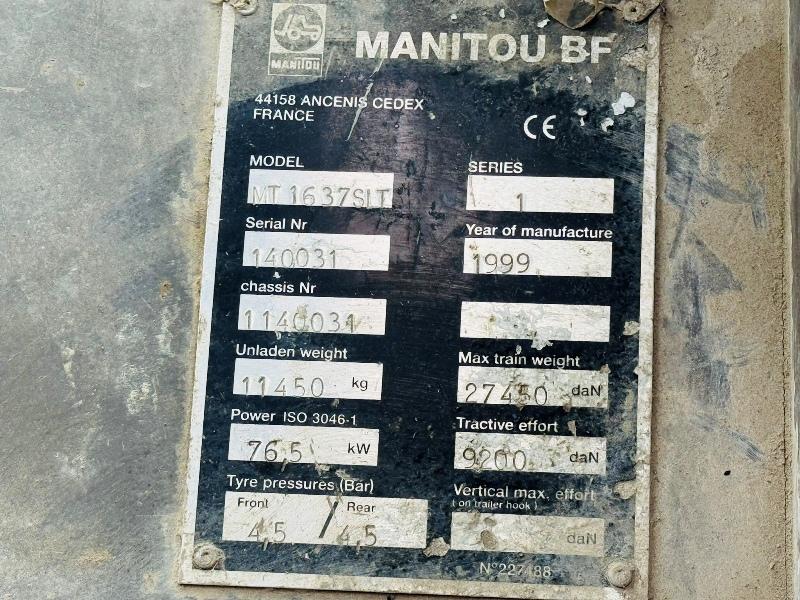 MANITOU
MANITOU BF
44158 ANCENIS CEDEX
FRANCE
CE
MODEL
MT 1637SLT
SERIES
1
Serial Nr
140031
Year of manufacture
1999
chassis Nr
1140031
Unladen weight
11450 kg
Max train weight
27450 daN
Power ISO 3046-1
76,5 kW
Tractive effort
9200 daN
Tyre pressures (Bar)
Front / Rear
4,5 4,5
Vertical max. effort
( on trailer hook )
daN
N°227488